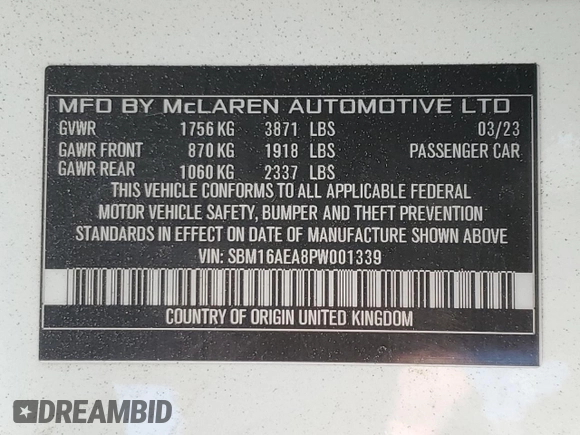 MFD BY McLAREN AUTOMOTIVE LTD
GVWR 1756 KG 3871 LBS 03/23
GAWR FRONT 870 KG 1918 LBS PASSENGER CAR
GAWR REAR 1060 KG 2337 LBS
THIS VEHICLE CONFORMS TO ALL APPLICABLE FEDERAL
MOTOR VEHICLE SAFETY, BUMPER AND THEFT PREVENTION
STANDARDS IN EFFECT ON DATE OF MANUFACTURE SHOWN ABOVE
VIN: SBM16AEA8PW001339
COUNTRY OF ORIGIN UNITED KINGDOM
DREAMBID